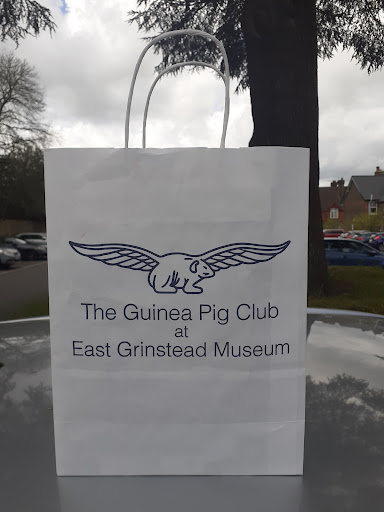 The Guinea Pig Club
at
East Grinstead Museum